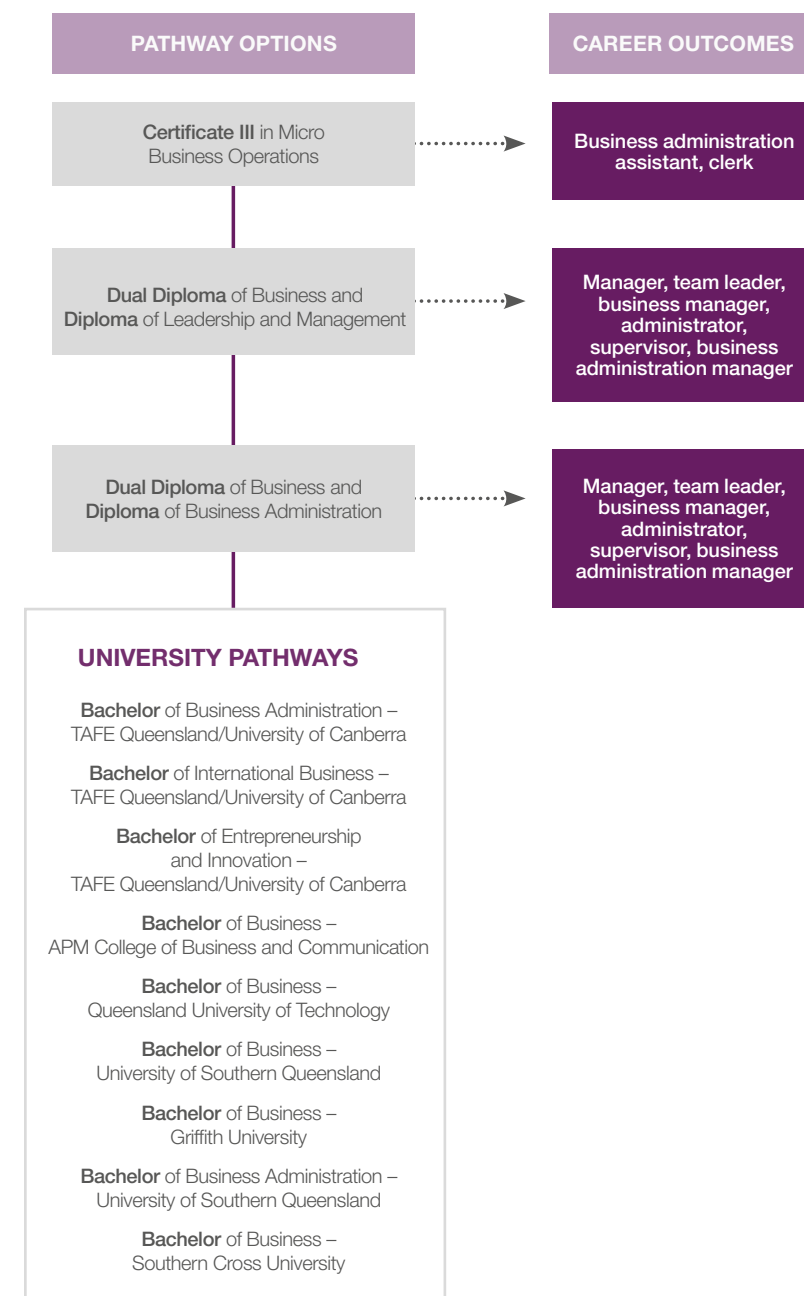 PATHWAY OPTIONS
CAREER OUTCOMES
Certificate III in Micro
Business Operations
Business administration
assistant, clerk
Dual Diploma of Business and
Diploma of Leadership and Management
Manager, team leader,
business manager,
administrator,
supervisor, business
administration manager
Dual Diploma of Business and
Diploma of Business Administration
Manager, team leader,
business manager,
administrator,
supervisor, business
administration manager
UNIVERSITY PATHWAYS
Bachelor of Business Administration –
TAFE Queensland/University of Canberra
Bachelor of International Business –
TAFE Queensland/University of Canberra
Bachelor of Entrepreneurship
and Innovation –
TAFE Queensland/University of Canberra
Bachelor of Business –
APM College of Business and Communication
Bachelor of Business –
Queensland University of Technology
Bachelor of Business –
University of Southern Queensland
Bachelor of Business –
Griffith University
Bachelor of Business Administration –
University of Southern Queensland
Bachelor of Business –
Southern Cross University